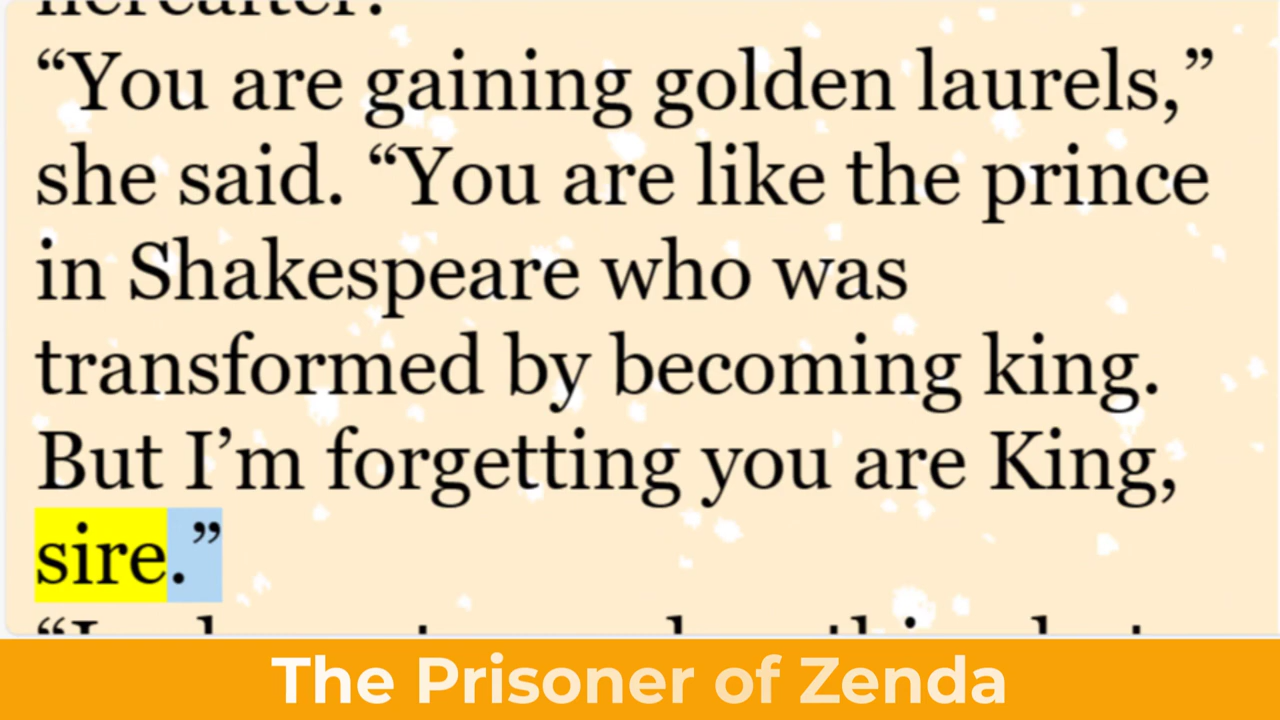 hereafter.
“You are gaining golden laurels,”
she said. “You are like the prince
in Shakespeare who was
transformed by becoming king.
But I’m forgetting you are King,
sire.”
The Prisoner of Zenda